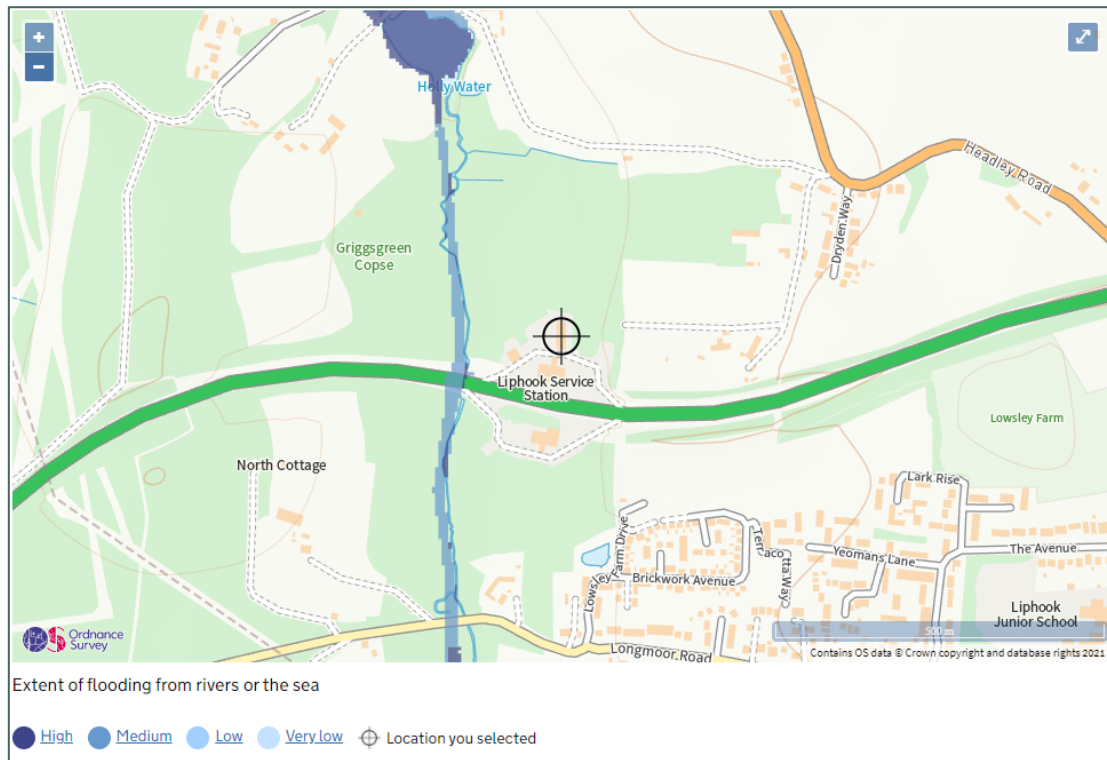 +
−
Holly Water
Headley Road
Dryden Way
Griggsgreen
Copse
Liphook Service
Station
Lowsley Farm
North Cottage
Lark Rise
Lowsley Farm Drive
Terracotta Way
Yeomans Lane
The Avenue
Brickwork Avenue
Liphook
Junior School
500 m
Longmoor Road
Ordnance
Survey
Contains OS data © Crown copyright and database rights 2021
Extent of flooding from rivers or the sea
High Medium Low Very low Location you selected